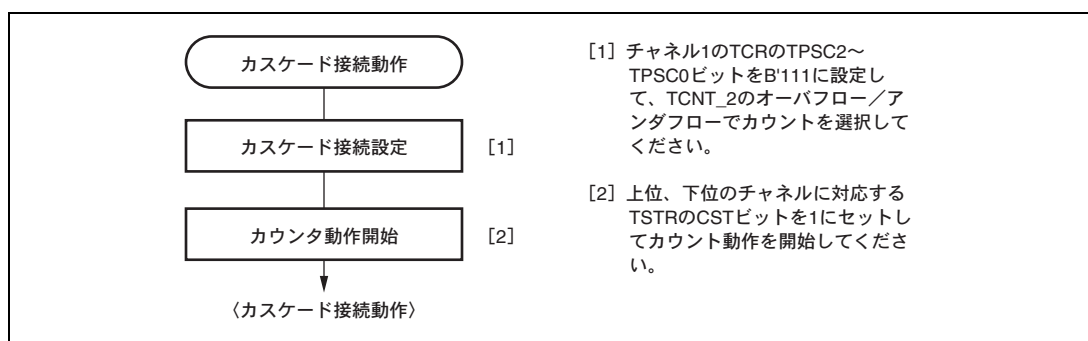 カスケード接続動作
カスケード接続設定 [1]
カウンタ動作開始 [2]
〈カスケード接続動作〉
[1] チャネル1のTCRのTPSC2～
TPSC0ビットをB'111に設定し
て、TCNT_2のオーバフロー／ア
ンダフローでカウントを選択して
ください。
[2] 上位、下位のチャネルに対応する
TSTRのCSTビットを1にセットし
てカウント動作を開始してくださ
い。